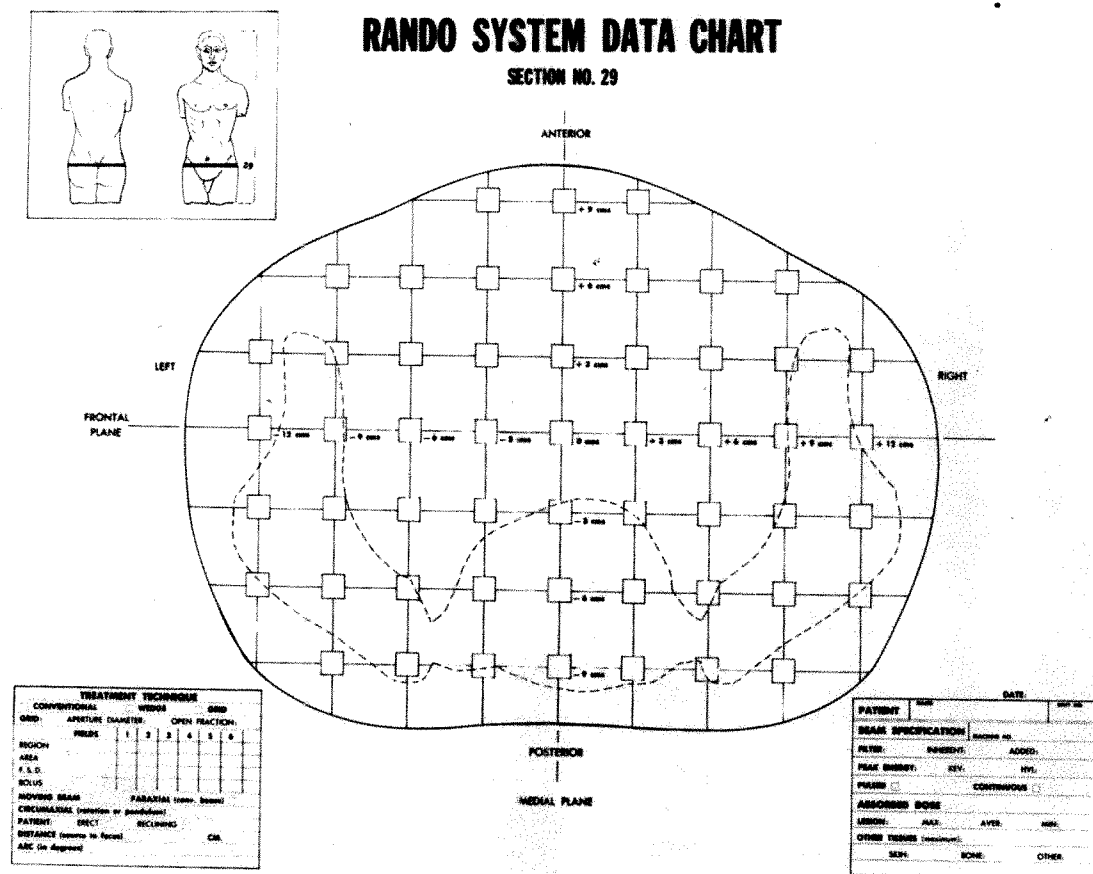 RANDO SYSTEM DATA CHART
SECTION NO. 29
29
ANTERIOR
+ 9 cms
+ 6 cms
LEFT
+ 3 cms
RIGHT
FRONTAL
PLANE
- 12 cms - 9 cms - 6 cms - 3 cms 0 cms + 3 cms + 6 cms + 9 cms + 12 cms
- 3 cms
- 6 cms
- 9 cms
POSTERIOR
MEDIAL PLANE
TREATMENT TECHNIQUE
CONVENTIONAL WEDGE GRID
GRID: APERTURE DIAMETER: OPEN FRACTION:
FIELDS 1 2 3 4 5 6
REGION
AREA
F.S.D.
BOLUS
MOVING BEAM PARAXIAL (conv. beam)
CIRCUMAXIAL (rotation or pendulum)
PATIENT: ERECT RECLINING
DISTANCE (source to focus) CM.
ARC (in degrees)
DATE:
PATIENT NAME
BEAM SPECIFICATION
FILTER: INHERENT: ADDED:
PEAK ENERGY: KEV: HVL:
PULSED CONTINUOUS
ABSORBED DOSE
LESION: MAX: AVER: MIN:
OTHER TISSUES (maximum):
SKIN: BONE: OTHER: